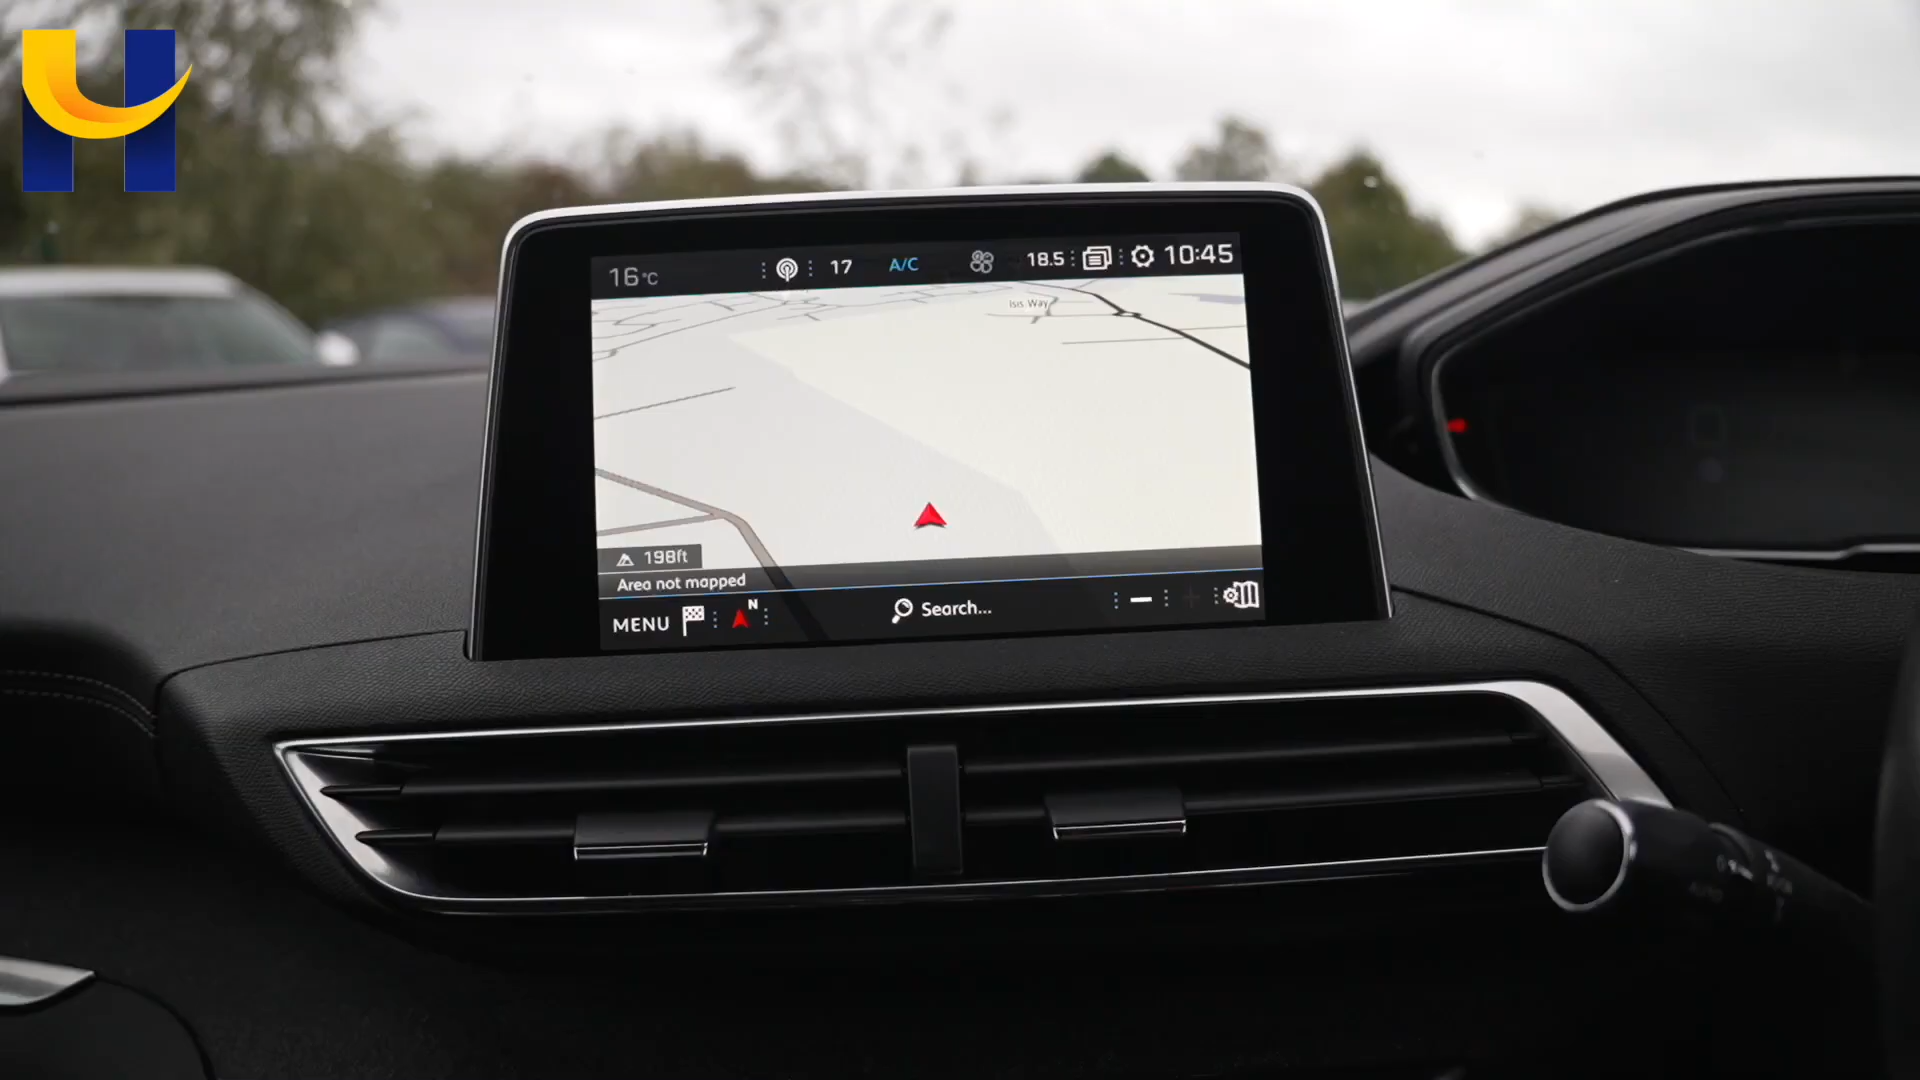 16°C 17 A/C 18.5 10:45
Isis Way
198ft
Area not mapped
N
MENU Search...